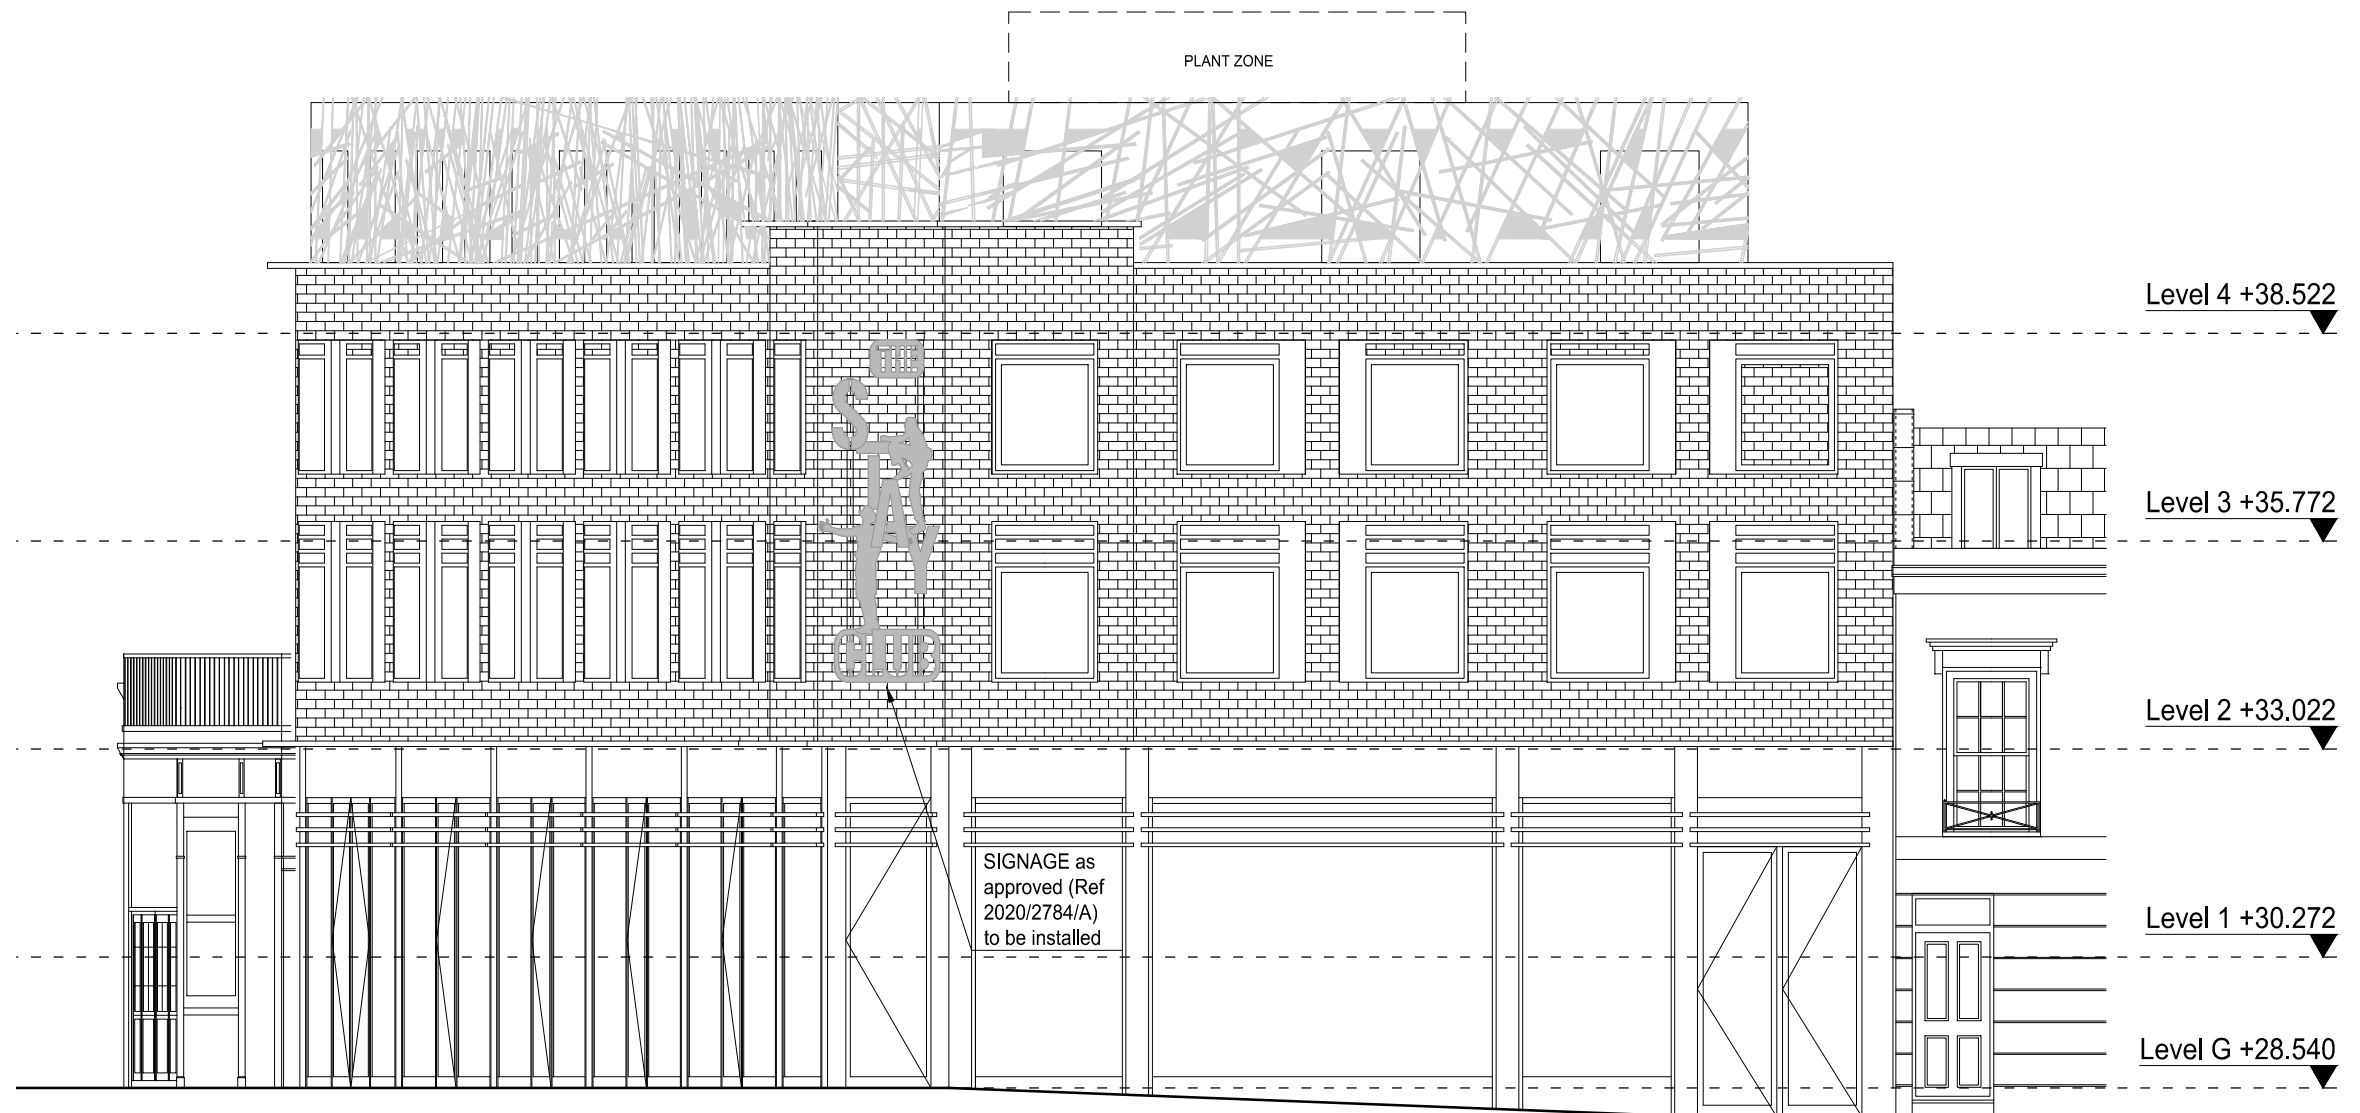 PLANT ZONE
Level 4 +38.522
THE
STAY
CLUB
Level 3 +35.772
Level 2 +33.022
SIGNAGE as
approved (Ref
2020/2784/A)
to be installed
Level 1 +30.272
Level G +28.540